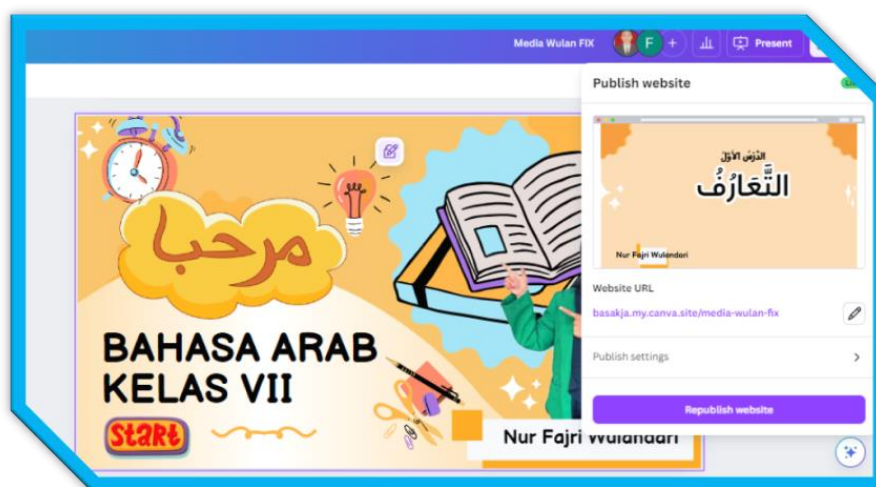 Media Wulan FIX
F
+
Present
Publish website
الدَّرْسُ الأَوَّلُ
التَّعَارُفُ
Nur Fajri Wulandari
Website URL
basakja.my.canva.site/media-wulan-fix
Publish settings
Republish website
مرحبا
BAHASA ARAB
KELAS VII
Start
Nur Fajri Wulandari